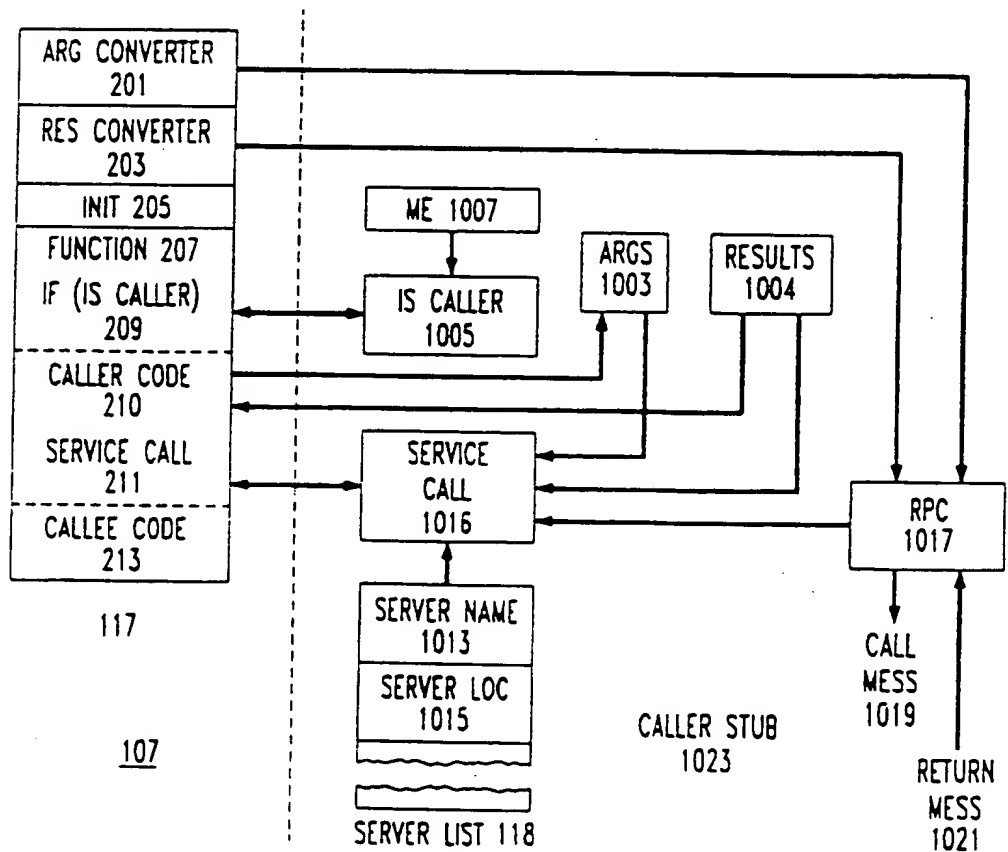 ARG CONVERTER
201
RES CONVERTER
203
INIT 205
FUNCTION 207
IF (IS CALLER)
209
CALLER CODE
210
SERVICE CALL
211
CALLEE CODE
213
117
107
ME 1007
IS CALLER
1005
ARGS
1003
RESULTS
1004
SERVICE
CALL
1016
SERVER NAME
1013
SERVER LOC
1015
SERVER LIST 118
RPC
1017
CALL
MESS
1019
CALLER STUB
1023
RETURN
MESS
1021